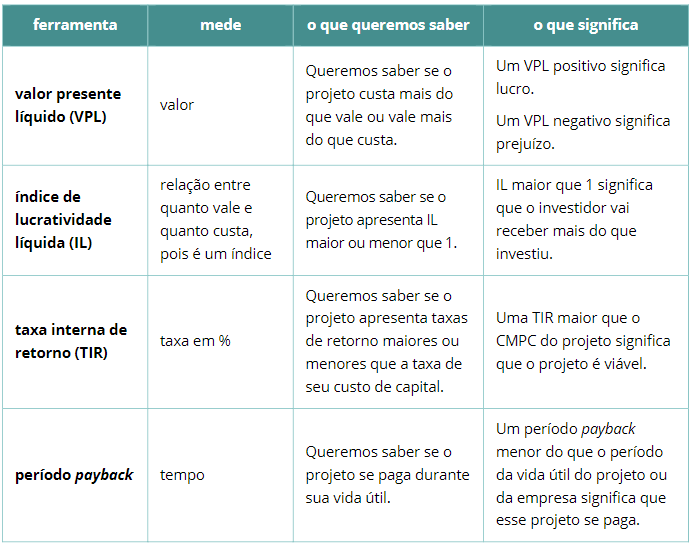 ferramenta
mede
o que queremos saber
o que significa
valor presente
líquido (VPL)
valor
Queremos saber se o
projeto custa mais do
que vale ou vale mais
do que custa.
Um VPL positivo significa
lucro.
Um VPL negativo significa
prejuízo.
índice de
lucratividade
líquida (IL)
relação entre
quanto vale e
quanto custa,
pois é um índice
Queremos saber se o
projeto apresenta IL
maior ou menor que 1.
IL maior que 1 significa
que o investidor vai
receber mais do que
investiu.
taxa interna de
retorno (TIR)
taxa em %
Queremos saber se o
projeto apresenta taxas
de retorno maiores ou
menores que a taxa de
seu custo de capital.
Uma TIR maior que o
CMPC do projeto significa
que o projeto é viável.
período payback
tempo
Queremos saber se o
projeto se paga durante
sua vida útil.
Um período payback
menor do que o período
da vida útil do projeto ou
da empresa significa que
esse projeto se paga.